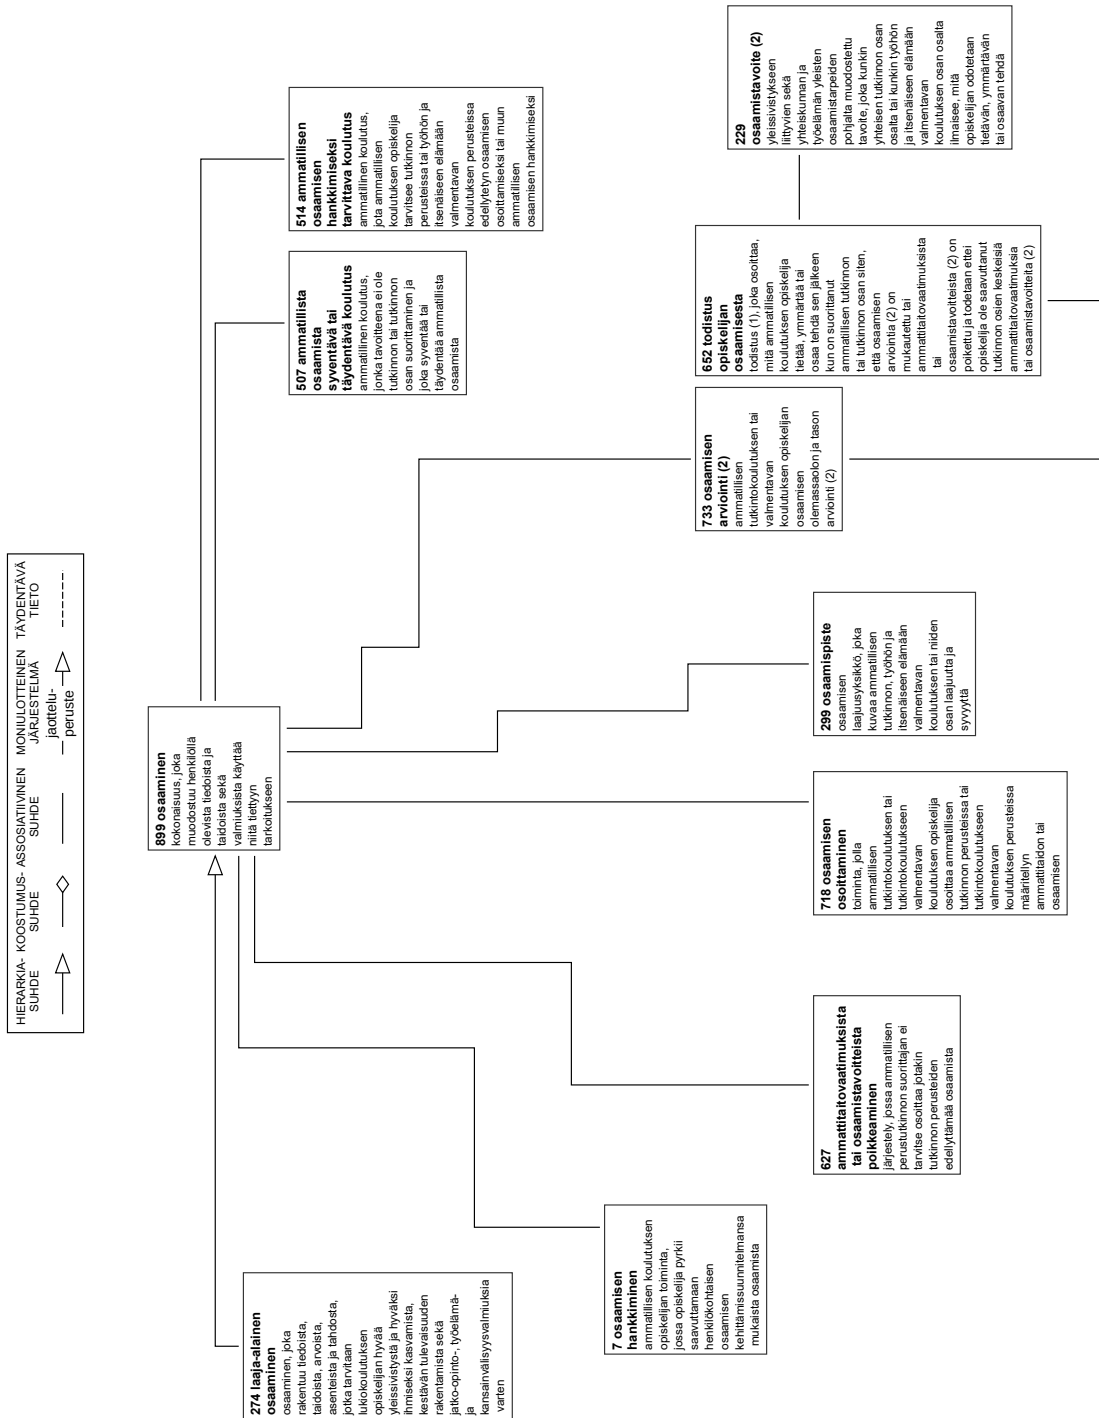 HIERARKIA-
SUHDE
KOOSTUMUS-
SUHDE
ASSOSIATIIVINEN
SUHDE
MONIULOTTEINEN
JÄRJESTELMÄ
jaottelu-
peruste
TÄYDENTÄVÄ
TIETO
899 osaaminen
kokonaisuus, joka
muodostuu henkilöllä
olevista tiedoista ja
taidoista sekä
valmiuksista käyttää
niitä tiettyyn
tarkoitukseen
274 laaja-alainen
osaaminen
osaaminen, joka
rakentuu tiedoista,
taidoista, arvoista,
asenteista ja tahdosta,
jotka tarvitaan
lukiokoulutuksen
opiskelijan hyvää
yleissivistystä ja hyväksi
ihmiseksi kasvamista,
kestävän tulevaisuuden
rakentamista sekä
jatko-opinto-, työelämä-
ja
kansainvälisyysvalmiuksia
varten
7 osaamisen
hankkiminen
ammatillisen koulutuksen
opiskelijan toiminta,
jossa opiskelija pyrkii
saavuttamaan
henkilökohtaisen
osaamisen
kehittämissuunnitelmansa
mukaista osaamista
627
ammattitaitovaatimuksista
tai osaamistavoitteista
poikkeaminen
järjestely, jossa ammatillisen
perustutkinnon suorittajan ei
tarvitse osoittaa jotakin
tutkinnon perusteiden
edellyttämää osaamista
718 osaamisen
osoittaminen
toiminta, jolla
ammatillisen
tutkintokoulutuksen tai
tutkintokoulutukseen
valmentavan
koulutuksen opiskelija
osoittaa ammatillisen
tutkinnon perusteissa tai
tutkintokoulutukseen
valmentavan
koulutuksen perusteissa
määritellyn
ammattitaidon tai
osaamisen
299 osaamispiste
osaamisen
laajuusyksikkö, joka
kuvaa ammatillisen
tutkinnon, työhön ja
itsenäiseen elämään
valmentavan
koulutuksen tai niiden
osan laajuutta ja
syvyyttä
733 osaamisen
arviointi (2)
ammatillisen
tutkintokoulutuksen tai
valmentavan
koulutuksen opiskelijan
osaamisen
olemassaolon ja tason
arviointi (2)
507 ammatillista
osaamista
syventävä tai
täydentävä koulutus
ammatillinen koulutus,
jonka tavoitteena ei ole
tutkinnon tai tutkinnon
osan suorittaminen ja
joka syventää tai
täydentää ammatillista
osaamista
514 ammatillisen
osaamisen
hankkimiseksi
tarvittava koulutus
ammatillinen koulutus,
jota ammatillisen
koulutuksen opiskelija
tarvitsee tutkinnon
perusteissa tai työhön ja
itsenäiseen elämään
valmentavan
koulutuksen perusteissa
edellytetyn osaamisen
osoittamiseksi tai muun
ammatillisen
osaamisen hankkimiseksi
652 todistus
opiskelijan
osaamisesta
todistus (1), joka osoittaa,
mitä ammatillisen
koulutuksen opiskelija
tietää, ymmärtää tai
osaa tehdä sen jälkeen
kun on suorittanut
ammatillisen tutkinnon
tai tutkinnon osan siten,
että osaamisen
arviointia (2) on
mukautettu tai
ammattitaitovaatimuksista
tai
osaamistavoitteista (2) on
poikettu ja todetaan ettei
opiskelija ole saavuttanut
tutkinnon osien keskeisiä
ammattitaitovaatimuksia
tai osaamistavoitteita (2)
229
osaamistavoite (2)
yleissivistykseen
liittyvien sekä
yhteiskunnan ja
työelämän yleisten
osaamistarpeiden
pohjalta muodostettu
tavoite, joka kunkin
yhteisen tutkinnon osan
osalta tai kunkin työhön
ja itsenäiseen elämään
valmentavan
koulutuksen osan osalta
ilmaisee, mitä
opiskelijan odotetaan
tietävän, ymmärtävän
tai osaavan tehdä